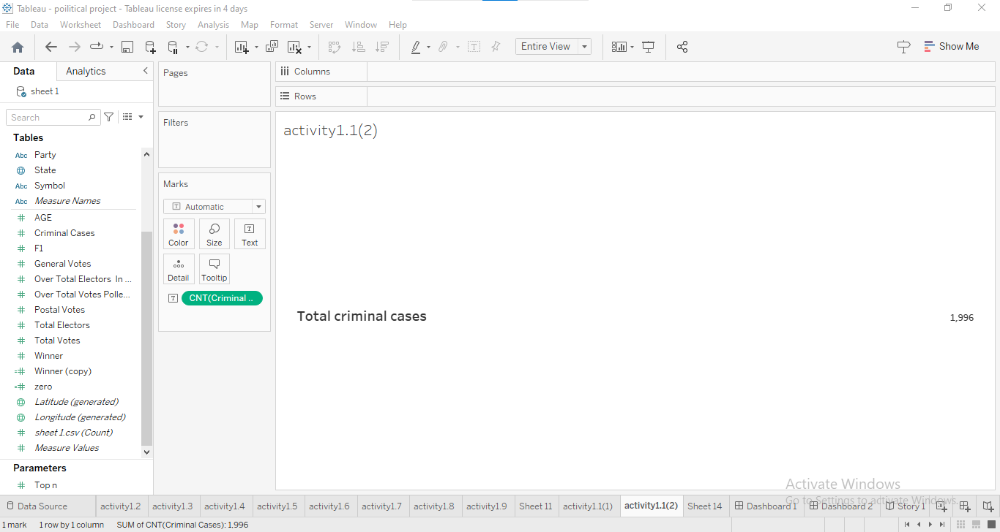 Tableau - poilitical project - Tableau license expires in 4 days
File Data Worksheet Dashboard Story Analysis Map Format Server Window Help
Entire View
Show Me
Data Analytics
sheet 1
Search
Tables
Abc Party
State
Abc Symbol
Abc Measure Names
# AGE
# Criminal Cases
# F1
# General Votes
# Over Total Electors In ...
# Over Total Votes Polle...
# Postal Votes
# Total Electors
# Total Votes
# Winner
=# Winner (copy)
=# zero
Latitude (generated)
Longitude (generated)
# sheet 1.csv (Count)
# Measure Values
Parameters
# Top n
Pages
Filters
Marks
T Automatic
Color Size Text
Detail Tooltip
T CNT(Criminal ..
Columns
Rows
activity1.1(2)
Total criminal cases 1,996
Activate Windows
Go to Settings to activate Windows.
Data Source activity1.2 activity1.3 activity1.4 activity1.5 activity1.6 activity1.7 activity1.8 activity1.9 Sheet 11 activity1.1(1) activity1.1(2) Sheet 14 Dashboard 1 Dashboard 2 Story 1
1 mark 1 row by 1 column SUM of CNT(Criminal Cases): 1,996